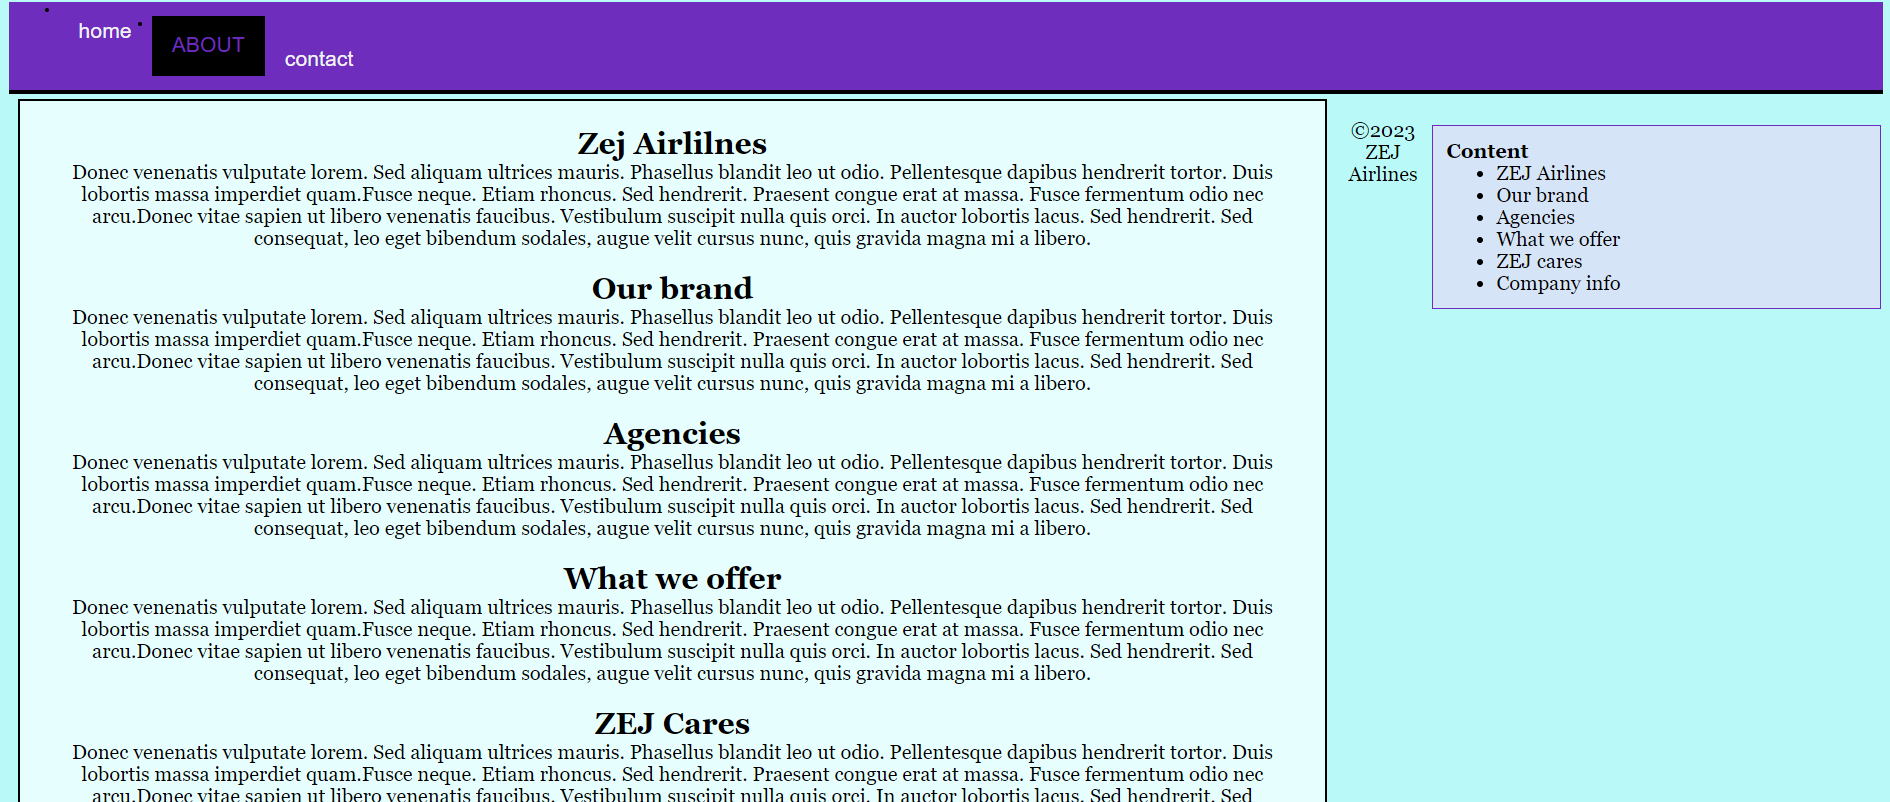 home
ABOUT
contact
Zej Airlilnes
Donec venenatis vulputate lorem. Sed aliquam ultrices mauris. Phasellus blandit leo ut odio. Pellentesque dapibus hendrerit tortor. Duis
lobortis massa imperdiet quam.Fusce neque. Etiam rhoncus. Sed hendrerit. Praesent congue erat at massa. Fusce fermentum odio nec
arcu.Donec vitae sapien ut libero venenatis faucibus. Vestibulum suscipit nulla quis orci. In auctor lobortis lacus. Sed hendrerit. Sed
consequat, leo eget bibendum sodales, augue velit cursus nunc, quis gravida magna mi a libero.
Our brand
Donec venenatis vulputate lorem. Sed aliquam ultrices mauris. Phasellus blandit leo ut odio. Pellentesque dapibus hendrerit tortor. Duis
lobortis massa imperdiet quam.Fusce neque. Etiam rhoncus. Sed hendrerit. Praesent congue erat at massa. Fusce fermentum odio nec
arcu.Donec vitae sapien ut libero venenatis faucibus. Vestibulum suscipit nulla quis orci. In auctor lobortis lacus. Sed hendrerit. Sed
consequat, leo eget bibendum sodales, augue velit cursus nunc, quis gravida magna mi a libero.
Agencies
Donec venenatis vulputate lorem. Sed aliquam ultrices mauris. Phasellus blandit leo ut odio. Pellentesque dapibus hendrerit tortor. Duis
lobortis massa imperdiet quam.Fusce neque. Etiam rhoncus. Sed hendrerit. Praesent congue erat at massa. Fusce fermentum odio nec
arcu.Donec vitae sapien ut libero venenatis faucibus. Vestibulum suscipit nulla quis orci. In auctor lobortis lacus. Sed hendrerit. Sed
consequat, leo eget bibendum sodales, augue velit cursus nunc, quis gravida magna mi a libero.
What we offer
Donec venenatis vulputate lorem. Sed aliquam ultrices mauris. Phasellus blandit leo ut odio. Pellentesque dapibus hendrerit tortor. Duis
lobortis massa imperdiet quam.Fusce neque. Etiam rhoncus. Sed hendrerit. Praesent congue erat at massa. Fusce fermentum odio nec
arcu.Donec vitae sapien ut libero venenatis faucibus. Vestibulum suscipit nulla quis orci. In auctor lobortis lacus. Sed hendrerit. Sed
consequat, leo eget bibendum sodales, augue velit cursus nunc, quis gravida magna mi a libero.
ZEJ Cares
Donec venenatis vulputate lorem. Sed aliquam ultrices mauris. Phasellus blandit leo ut odio. Pellentesque dapibus hendrerit tortor. Duis
lobortis massa imperdiet quam.Fusce neque. Etiam rhoncus. Sed hendrerit. Praesent congue erat at massa. Fusce fermentum odio nec
arcu.Donec vitae sapien ut libero venenatis faucibus. Vestibulum suscipit nulla quis orci. In auctor lobortis lacus. Sed hendrerit. Sed
©2023
ZEJ
Airlines
Content
ZEJ Airlines
Our brand
Agencies
What we offer
ZEJ cares
Company info